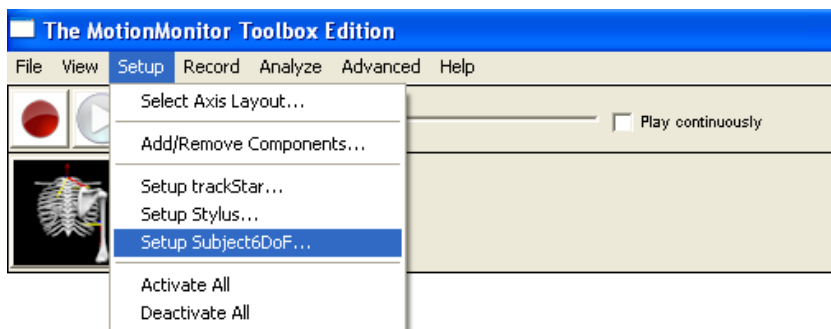 The MotionMonitor Toolbox Edition
File View Setup Record Analyze Advanced Help
Select Axis Layout...
Play continuously
Add/Remove Components...
Setup trackStar...
Setup Stylus...
Setup Subject6DoF...
Activate All
Deactivate All